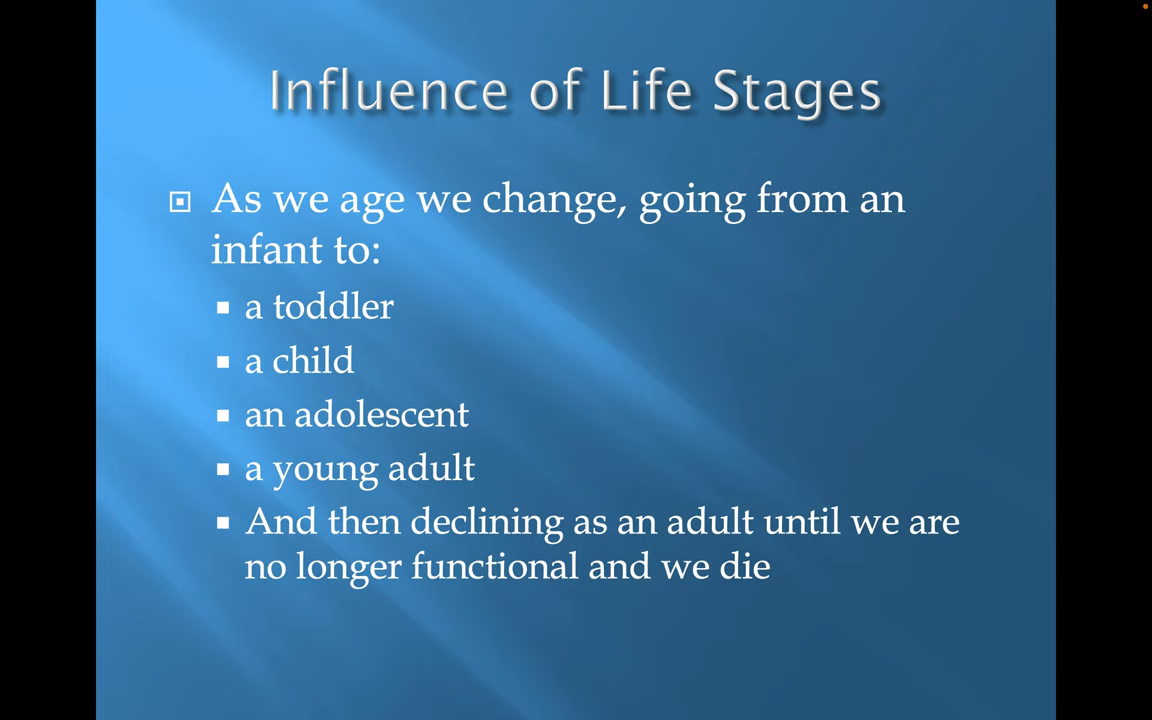 Influence of Life Stages
As we age we change, going from an
infant to:
a toddler
a child
an adolescent
a young adult
And then declining as an adult until we are
no longer functional and we die